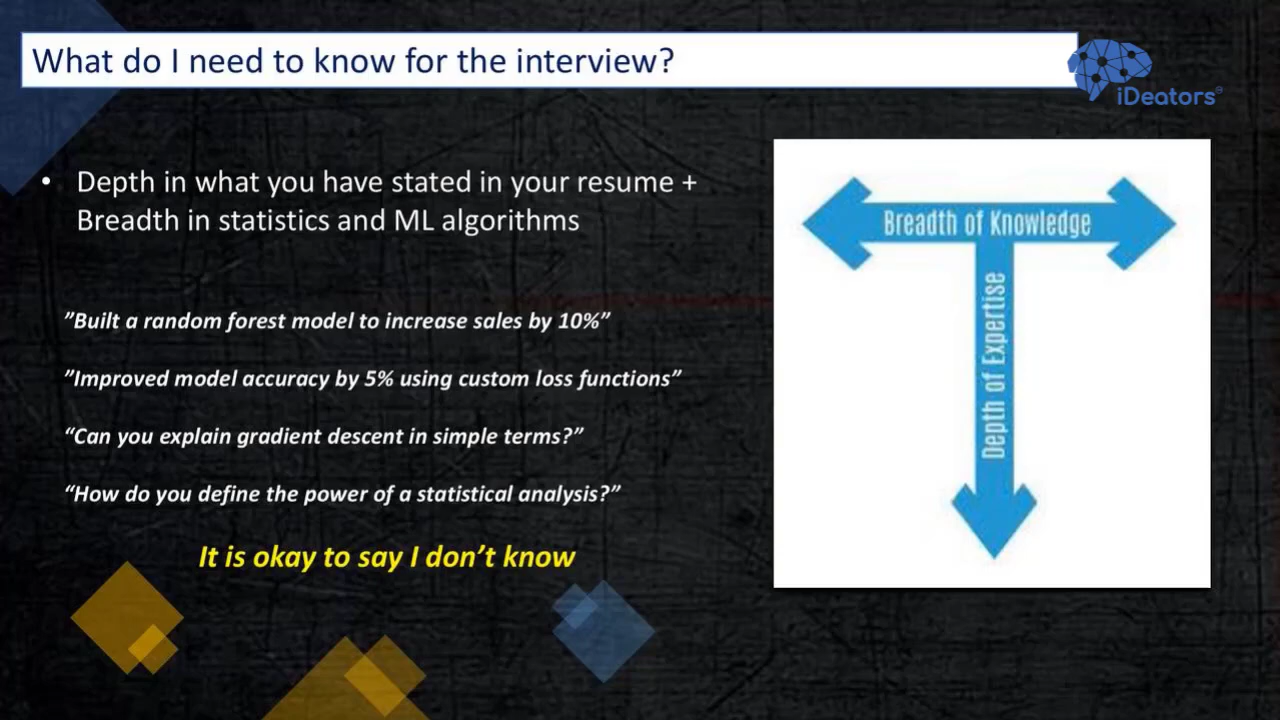 What do I need to know for the interview?
iDeators
• Depth in what you have stated in your resume +
Breadth in statistics and ML algorithms
”Built a random forest model to increase sales by 10%”
”Improved model accuracy by 5% using custom loss functions”
“Can you explain gradient descent in simple terms?”
“How do you define the power of a statistical analysis?”
It is okay to say I don’t know
Breadth of Knowledge
Depth of Expertise